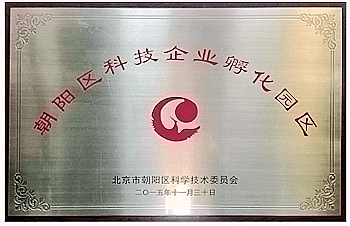 朝阳区科技企业孵化园区
北京市朝阳区科学技术委员会
二〇一五年十一月三十日